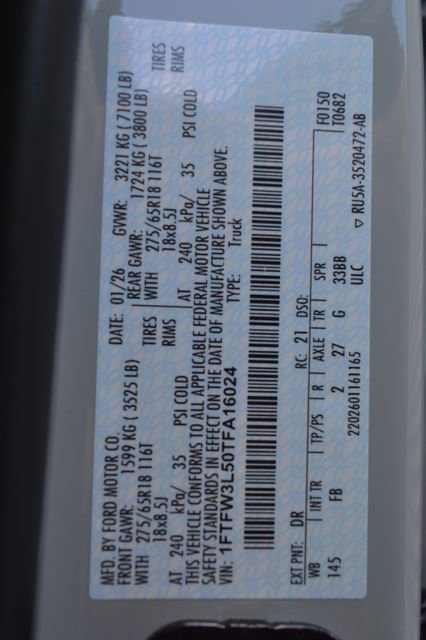 MFD. BY FORD MOTOR CO.
DATE: 01/26 GVWR: 3221 KG ( 7100 LB)
FRONT GAWR: 1599 KG ( 3525 LB) REAR GAWR: 1724 KG ( 3800 LB)
WITH 275/65R18 116T TIRES WITH 275/65R18 116T TIRES
18x8.5J RIMS 18x8.5J RIMS
AT 240 kPa/ 35 PSI COLD AT 240 kPa/ 35 PSI COLD
THIS VEHICLE CONFORMS TO ALL APPLICABLE FEDERAL MOTOR VEHICLE
SAFETY STANDARDS IN EFFECT ON THE DATE OF MANUFACTURE SHOWN ABOVE.
VIN: 1FTFW3L50TFA16024 TYPE: Truck
EXT PNT: DR RC: 21 DSO: F0150
WB INT TR TP/PS R AXLE TR SPR T0682
145 FB 2 27 G 33BB
22026011161165 ULC ▽ RU5A-3520472-AB